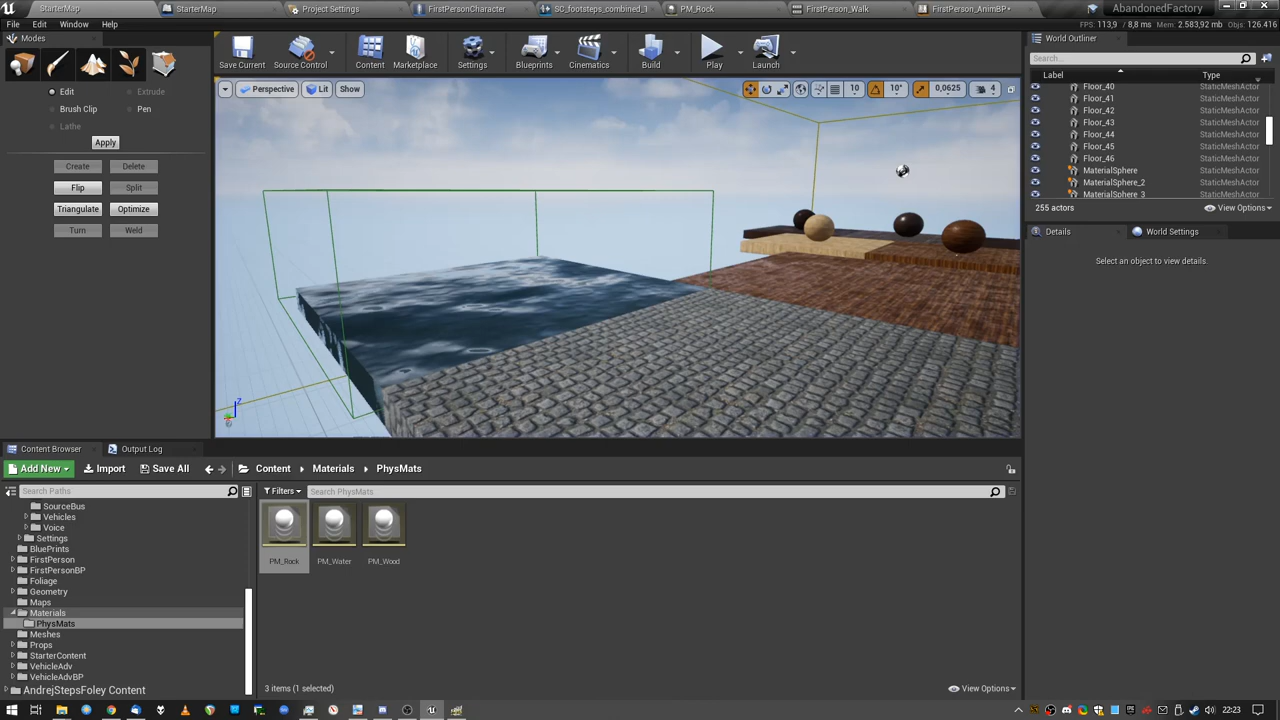 StarterMap
StarterMap
Project Settings
FirstPersonCharacter
SC_footsteps_combined_1
PM_Rock
FirstPerson_Walk
FirstPerson_AnimBP*
AbandonedFactory
File Edit Window Help
FPS: 113,9 / 8,8 ms Mem: 2.583,92 mb Objs: 126.416
Modes
Edit
Extrude
Brush Clip
Pen
Lathe
Apply
Create
Delete
Flip
Split
Triangulate
Optimize
Turn
Weld
Save Current
Source Control
Content
Marketplace
Settings
Blueprints
Cinematics
Build
Play
Launch
Perspective
Lit
Show
10
10°
0,0625
4
Z
World Outliner
Search...
Label
Type
Floor_40 StaticMeshActor
Floor_41 StaticMeshActor
Floor_42 StaticMeshActor
Floor_43 StaticMeshActor
Floor_44 StaticMeshActor
Floor_45 StaticMeshActor
Floor_46 StaticMeshActor
MaterialSphere StaticMeshActor
MaterialSphere_2 StaticMeshActor
MaterialSphere_3 StaticMeshActor
255 actors
View Options
Details
World Settings
Select an object to view details.
Content Browser
Output Log
Add New
Import
Save All
Content
Materials
PhysMats
Search Paths
Filters
Search PhysMats
SourceBus
Vehicles
Voice
Settings
BluePrints
FirstPerson
FirstPersonBP
Foliage
Geometry
Maps
Materials
PhysMats
Meshes
Props
StarterContent
VehicleAdv
VehicleAdvBP
AndrejStepsFoley Content
PM_Rock
PM_Water
PM_Wood
3 items (1 selected)
View Options
22:23